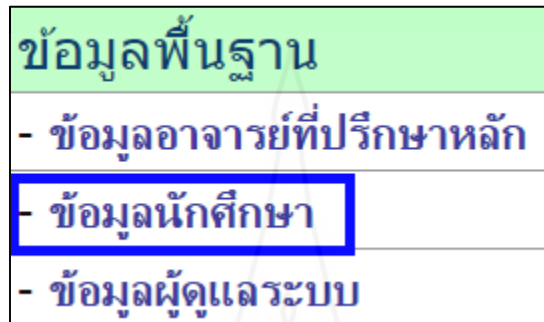 ข้อมูลพื้นฐาน
- ข้อมูลอาจารย์ที่ปรึกษาหลัก
- ข้อมูลนักศึกษา
- ข้อมูลผู้ดูแลระบบ